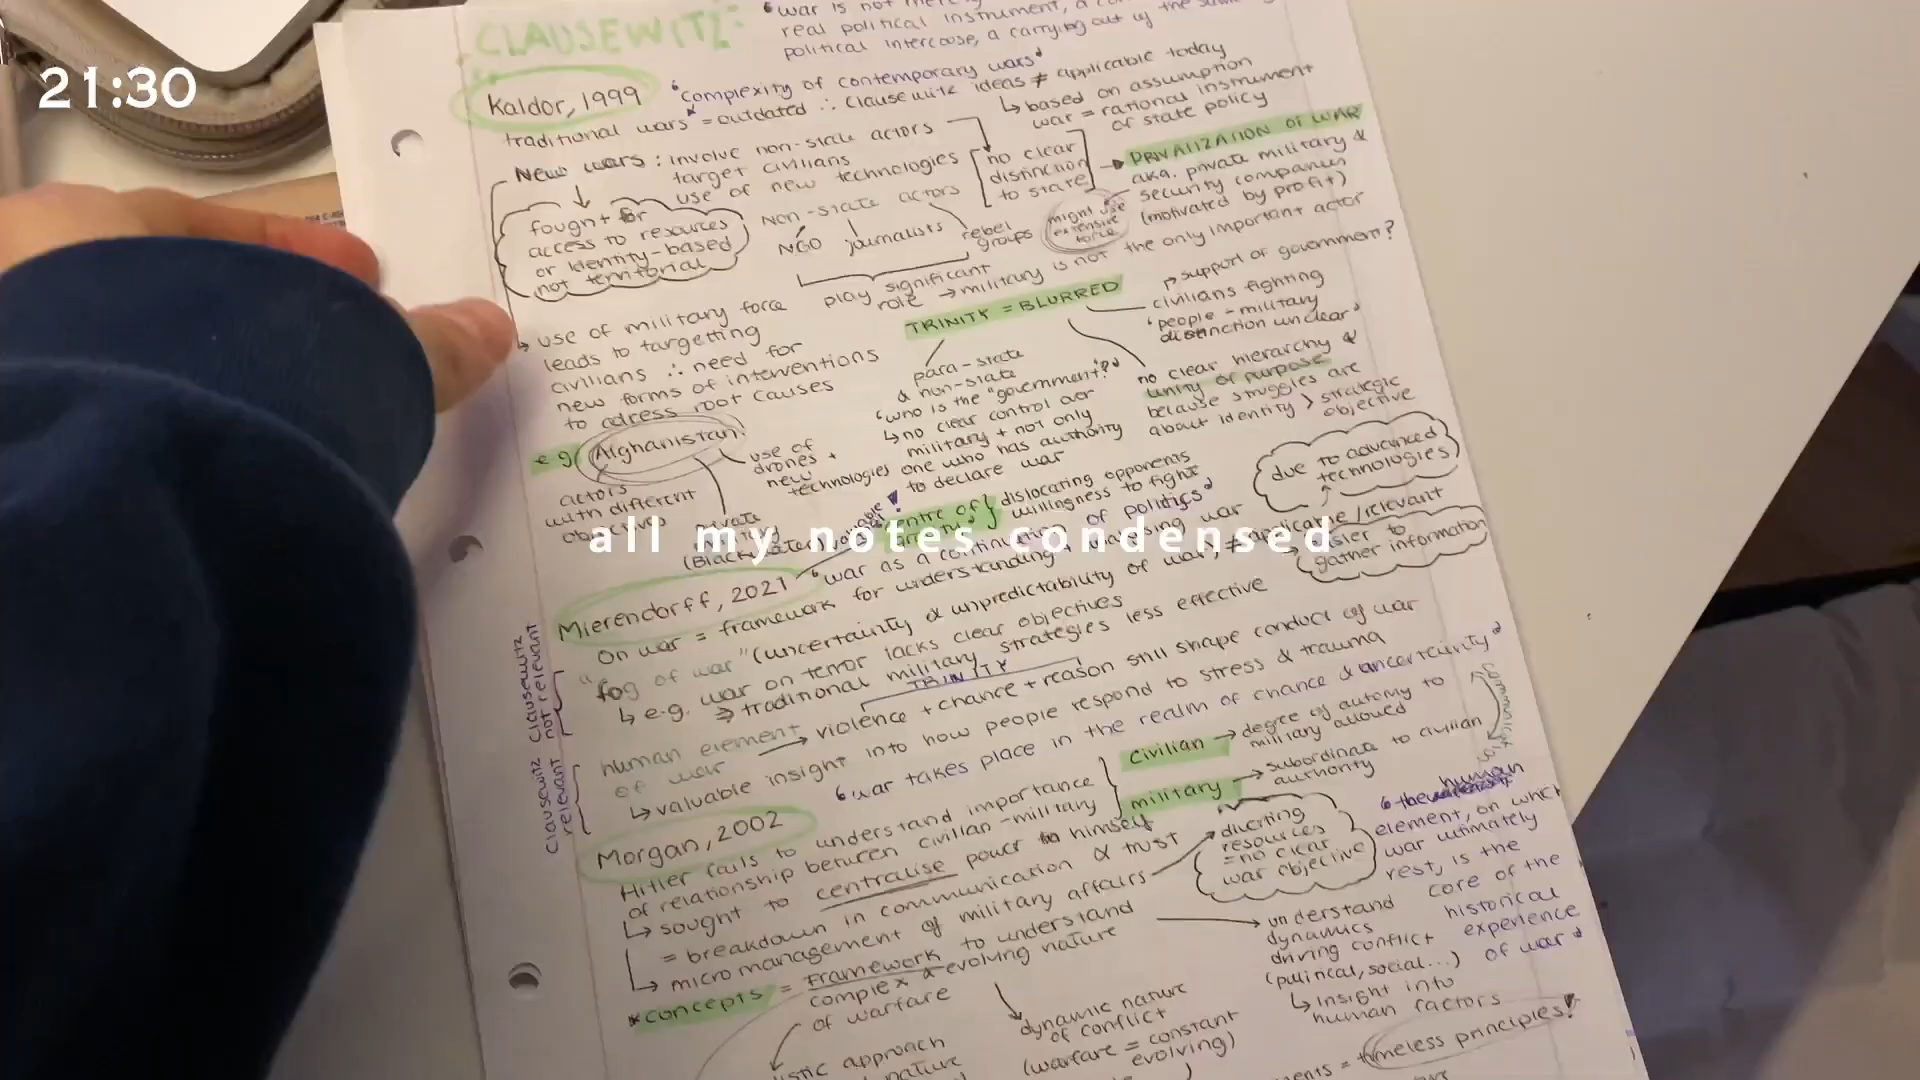 21:30
CLAUSEWITZ:
"war is not
real political instrument, a
political intercoose, a carrying out of the
Kaldor, 1999
"complexity of contemporary wars"
traditional wars = outdated ∴ Clausewitz ideas ≠ applicable today
↳ based on assumption
war = rational instrument
of state policy
New wars : involve non-state actors
target civilians
use of new technologies
no clear
distinction
to state
PRIVALIZATION OF WAR
aka. private military &
security companies
(motivated by profit)
might use
extensive
force
fought for
access to resources
or identity-based
not territorial
Non-state actors
NGO
journalists
rebel
groups
play significant
role → military is not the only important actor
use of military force
leads to targetting
civilians ∴ need for
new forms of interventions
to adress root causes
TRINITY = BLURRED
support of government?
civilians fighting
"people - military
distinction unclear"
para-state
& non-state
"who is the "government"?"
↳ no clear control over
military + not only
one who has authority
to declare war
no clear hierarchy &
unity of purpose
because struggles are
about identity > strategic
objective
eg Afghanistan
actors
with different
objectives
use of
drones +
new
technologies
dislocating opponents
willingness to fight
due to advanced
technologies
easier to
gather information
all my notes condensed
Mierendorff, 2021
"war as a continuation of politics"
On war = framework for understanding + analysing war
≠ applicable/relevant
"fog of war" (uncertainty & unpredictability of war)
↳ e.g. war on terror lacks clear objectives
⇒ traditional military strategies less effective
TRINITY
human element
of war
→ violence + chance + reason still shape conduct of war
↳ valuable insight into how people respond to stress & trauma
"war takes place in the realm of chance & uncertainty"
Clausewitz
not relevant
Clausewitz
relevant
Morgan, 2002
Hitler fails to understand importance
of relationship between civilian-military
↳ sought to centralise power to himself
= breakdown in communication & trust
→ micromanagement of military affairs
civilian → degree of automy to
military allowed
military → subordinate to civilian
authority
diverting
resources
= no clear
war objective
"the human
element, on which
war ultimately
rest, is the
core of the
historical
experience
of war"
*concepts = framework to understand
complex & evolving nature
of warfare
understand
dynamics
driving conflict
(political, social...)
↳ insight into
human factors
dynamic nature
of conflict
(warfare = constant
evolving)
approach
nature
= timeless principles!